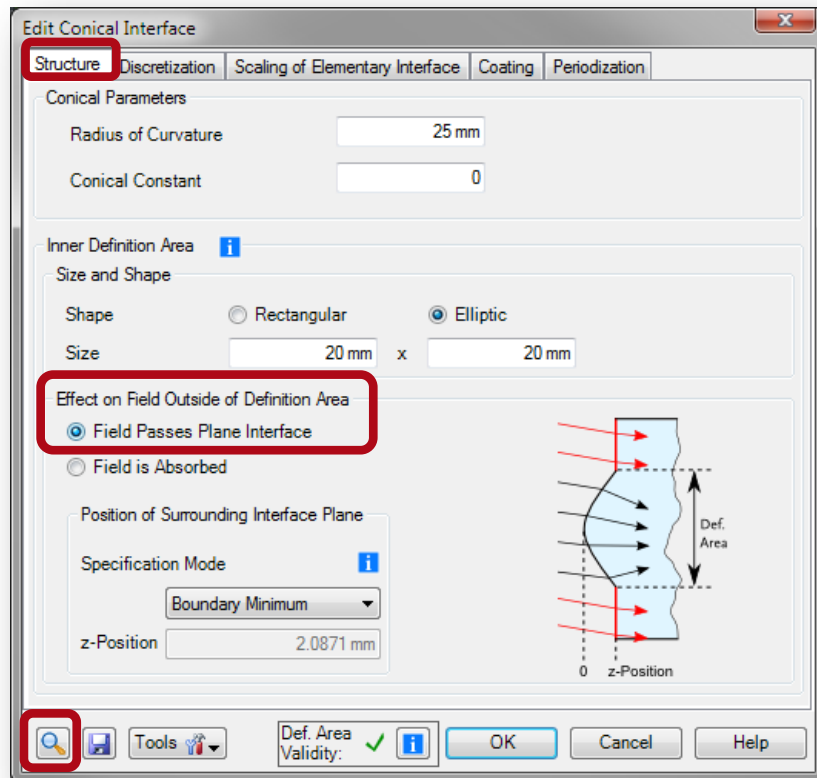 Edit Conical Interface
Structure Discretization Scaling of Elementary Interface Coating Periodization
Conical Parameters
Radius of Curvature 25 mm
Conical Constant 0
Inner Definition Area i
Size and Shape
Shape Rectangular Elliptic
Size 20 mm x 20 mm
Effect on Field Outside of Definition Area
Field Passes Plane Interface
Field is Absorbed
Position of Surrounding Interface Plane
Specification Mode i
Boundary Minimum
z-Position 2.0871 mm
Def.
Area
0 z-Position
Tools
Def. Area
Validity: i
OK Cancel Help